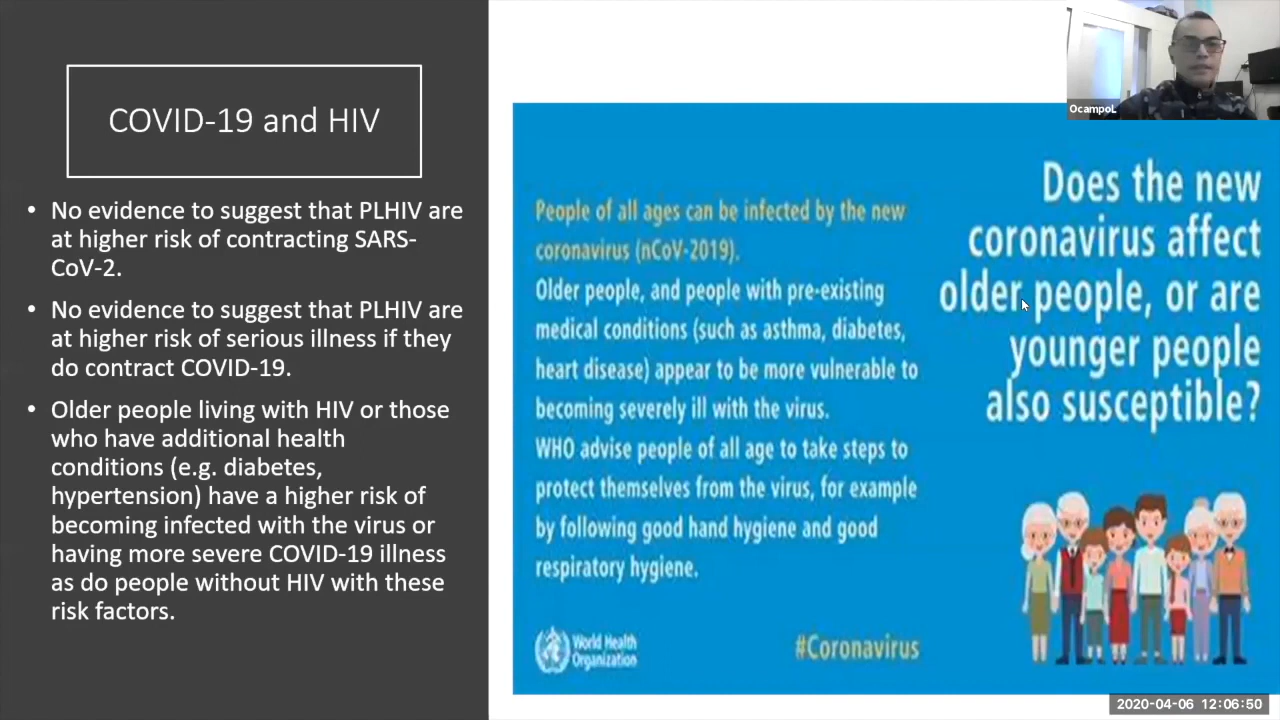 COVID-19 and HIV
• No evidence to suggest that PLHIV are
at higher risk of contracting SARS-
CoV-2.
• No evidence to suggest that PLHIV are
at higher risk of serious illness if they
do contract COVID-19.
• Older people living with HIV or those
who have additional health
conditions (e.g. diabetes,
hypertension) have a higher risk of
becoming infected with the virus or
having more severe COVID-19 illness
as do people without HIV with these
risk factors.
People of all ages can be infected by the new
coronavirus (nCoV-2019).
Older people, and people with pre-existing
medical conditions (such as asthma, diabetes,
heart disease) appear to be more vulnerable to
becoming severely ill with the virus.
WHO advise people of all age to take steps to
protect themselves from the virus, for example
by following good hand hygiene and good
respiratory hygiene.
World Health
Organization
#Coronavirus
Does the new
coronavirus affect
older people, or are
younger people
also susceptible?
OcampoL
2020-04-06 12:06:50